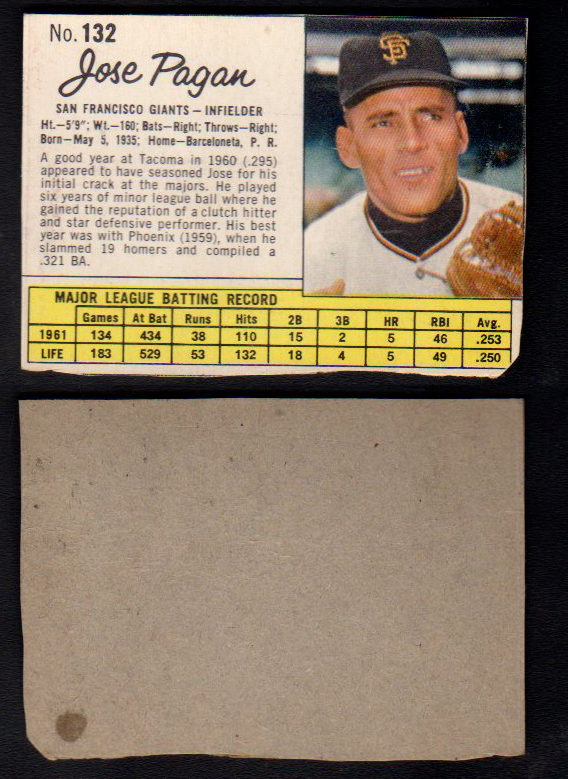 No. 132
Jose Pagan
SAN FRANCISCO GIANTS — INFIELDER
Ht.—5'9"; Wt.—160; Bats—Right; Throws—Right;
Born—May 5, 1935; Home—Barceloneta, P. R.
A good year at Tacoma in 1960 (.295)
appeared to have seasoned Jose for his
initial crack at the majors. He played
six years of minor league ball where he
gained the reputation of a clutch hitter
and star defensive performer. His best
year was with Phoenix (1959), when he
slammed 19 homers and compiled a
.321 BA.
SF
MAJOR LEAGUE BATTING RECORD
Games At Bat Runs Hits 2B 3B HR RBI Avg.
1961 134 434 38 110 15 2 5 46 .253
LIFE 183 529 53 132 18 4 5 49 .250